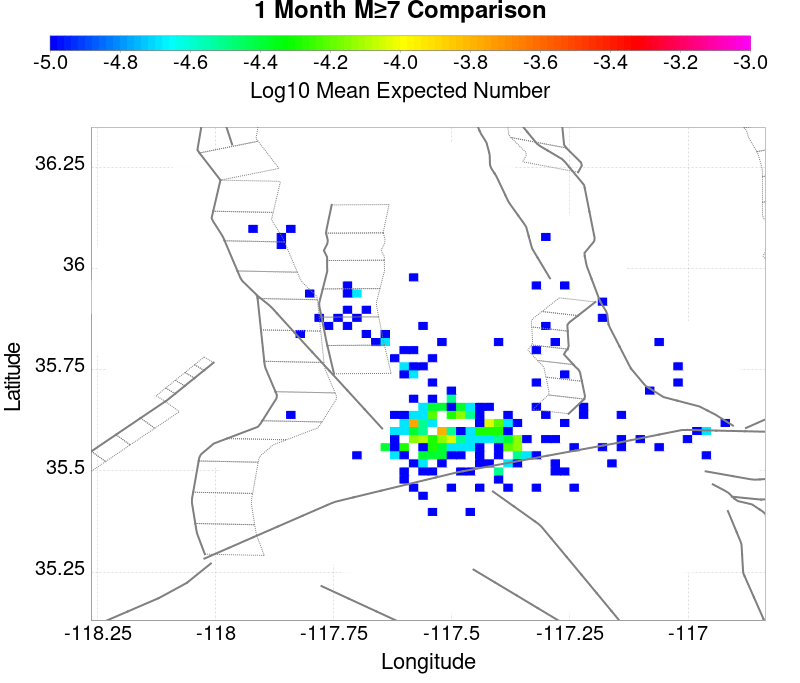 1 Month M≥7 Comparison
-5.0 -4.8 -4.6 -4.4 -4.2 -4.0 -3.8 -3.6 -3.4 -3.2 -3.0
Log10 Mean Expected Number
36.25
36
35.75
35.5
35.25
Latitude
-118.25 -118 -117.75 -117.5 -117.25 -117
Longitude